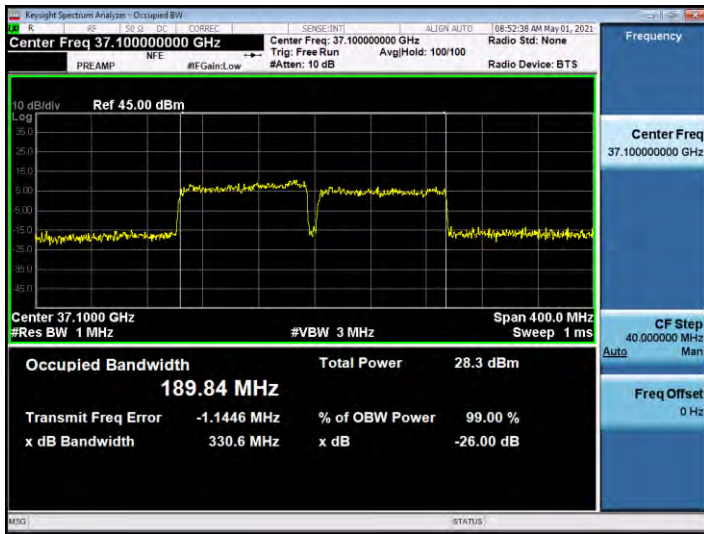 Keysight Spectrum Analyzer - Occupied BW
R RF 50 Ω DC CORREC SENSE:INT ALIGN AUTO 08:52:38 AM May 01, 2021
Center Freq 37.100000000 GHz
Center Freq: 37.100000000 GHz Radio Std: None
NFE Trig: Free Run Avg|Hold: 100/100
PREAMP #IFGain:Low #Atten: 10 dB Radio Device: BTS
Frequency
10 dB/div Ref 45.00 dBm
Log
35.0
25.0
15.0
5.00
-5.00
-15.0
-25.0
-35.0
-45.0
Center 37.1000 GHz Span 400.0 MHz
#Res BW 1 MHz #VBW 3 MHz Sweep 1 ms
Occupied Bandwidth Total Power 28.3 dBm
189.84 MHz
Transmit Freq Error -1.1446 MHz % of OBW Power 99.00 %
x dB Bandwidth 330.6 MHz x dB -26.00 dB
Center Freq
37.100000000 GHz
CF Step
40.000000 MHz
Auto Man
Freq Offset
0 Hz
MSG STATUS